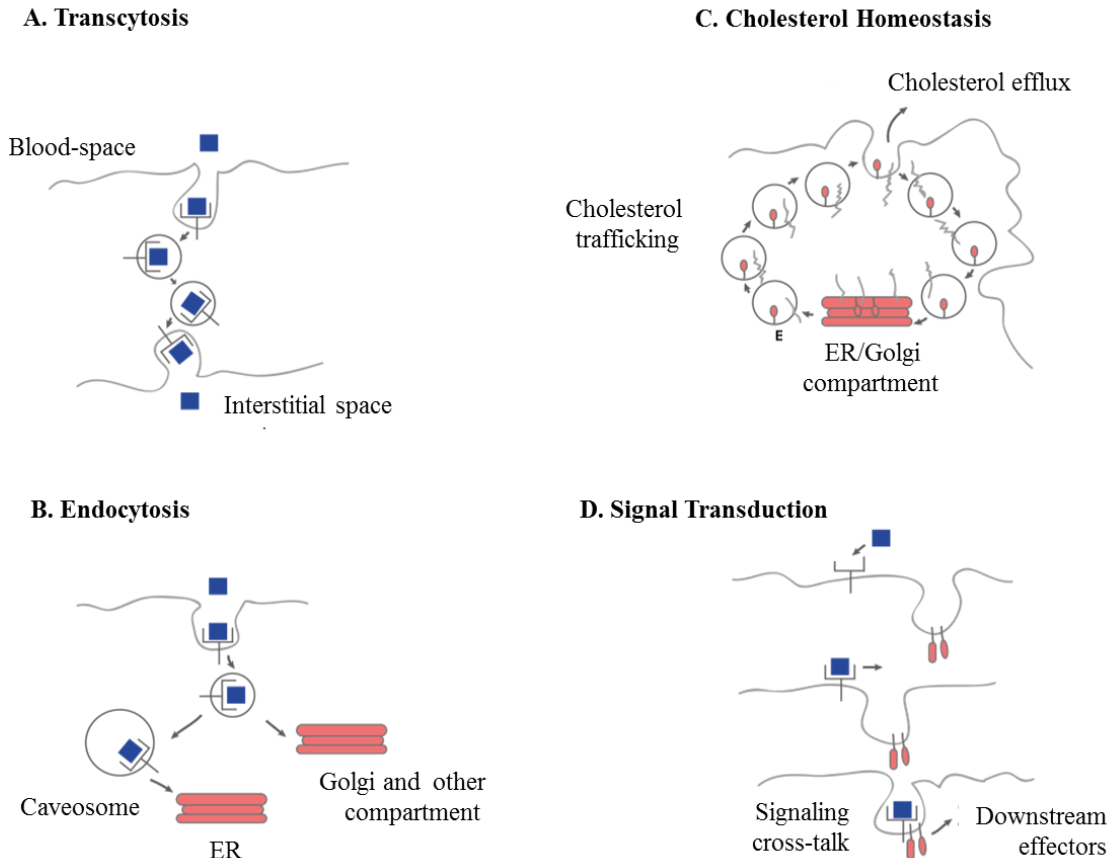 A. Transcytosis
Blood-space
Interstitial space
B. Endocytosis
Caveosome
ER
Golgi and other
compartment
C. Cholesterol Homeostasis
Cholesterol efflux
Cholesterol
trafficking
E
ER/Golgi
compartment
D. Signal Transduction
Signaling
cross-talk
Downstream
effectors